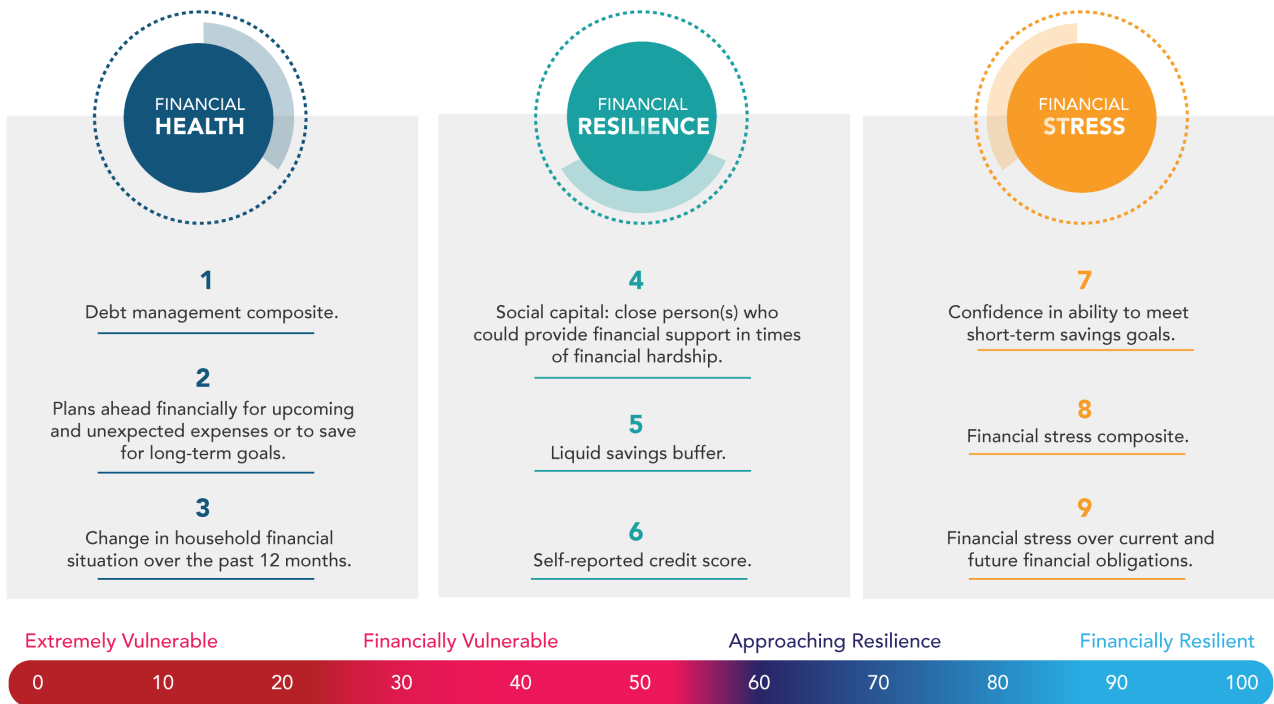 FINANCIAL
HEALTH
1
Debt management composite.
2
Plans ahead financially for upcoming
and unexpected expenses or to save
for long-term goals.
3
Change in household financial
situation over the past 12 months.
FINANCIAL
RESILIENCE
4
Social capital: close person(s) who
could provide financial support in times
of financial hardship.
5
Liquid savings buffer.
6
Self-reported credit score.
FINANCIAL
STRESS
7
Confidence in ability to meet
short-term savings goals.
8
Financial stress composite.
9
Financial stress over current and
future financial obligations.
Extremely Vulnerable Financially Vulnerable Approaching Resilience Financially Resilient
0 10 20 30 40 50 60 70 80 90 100